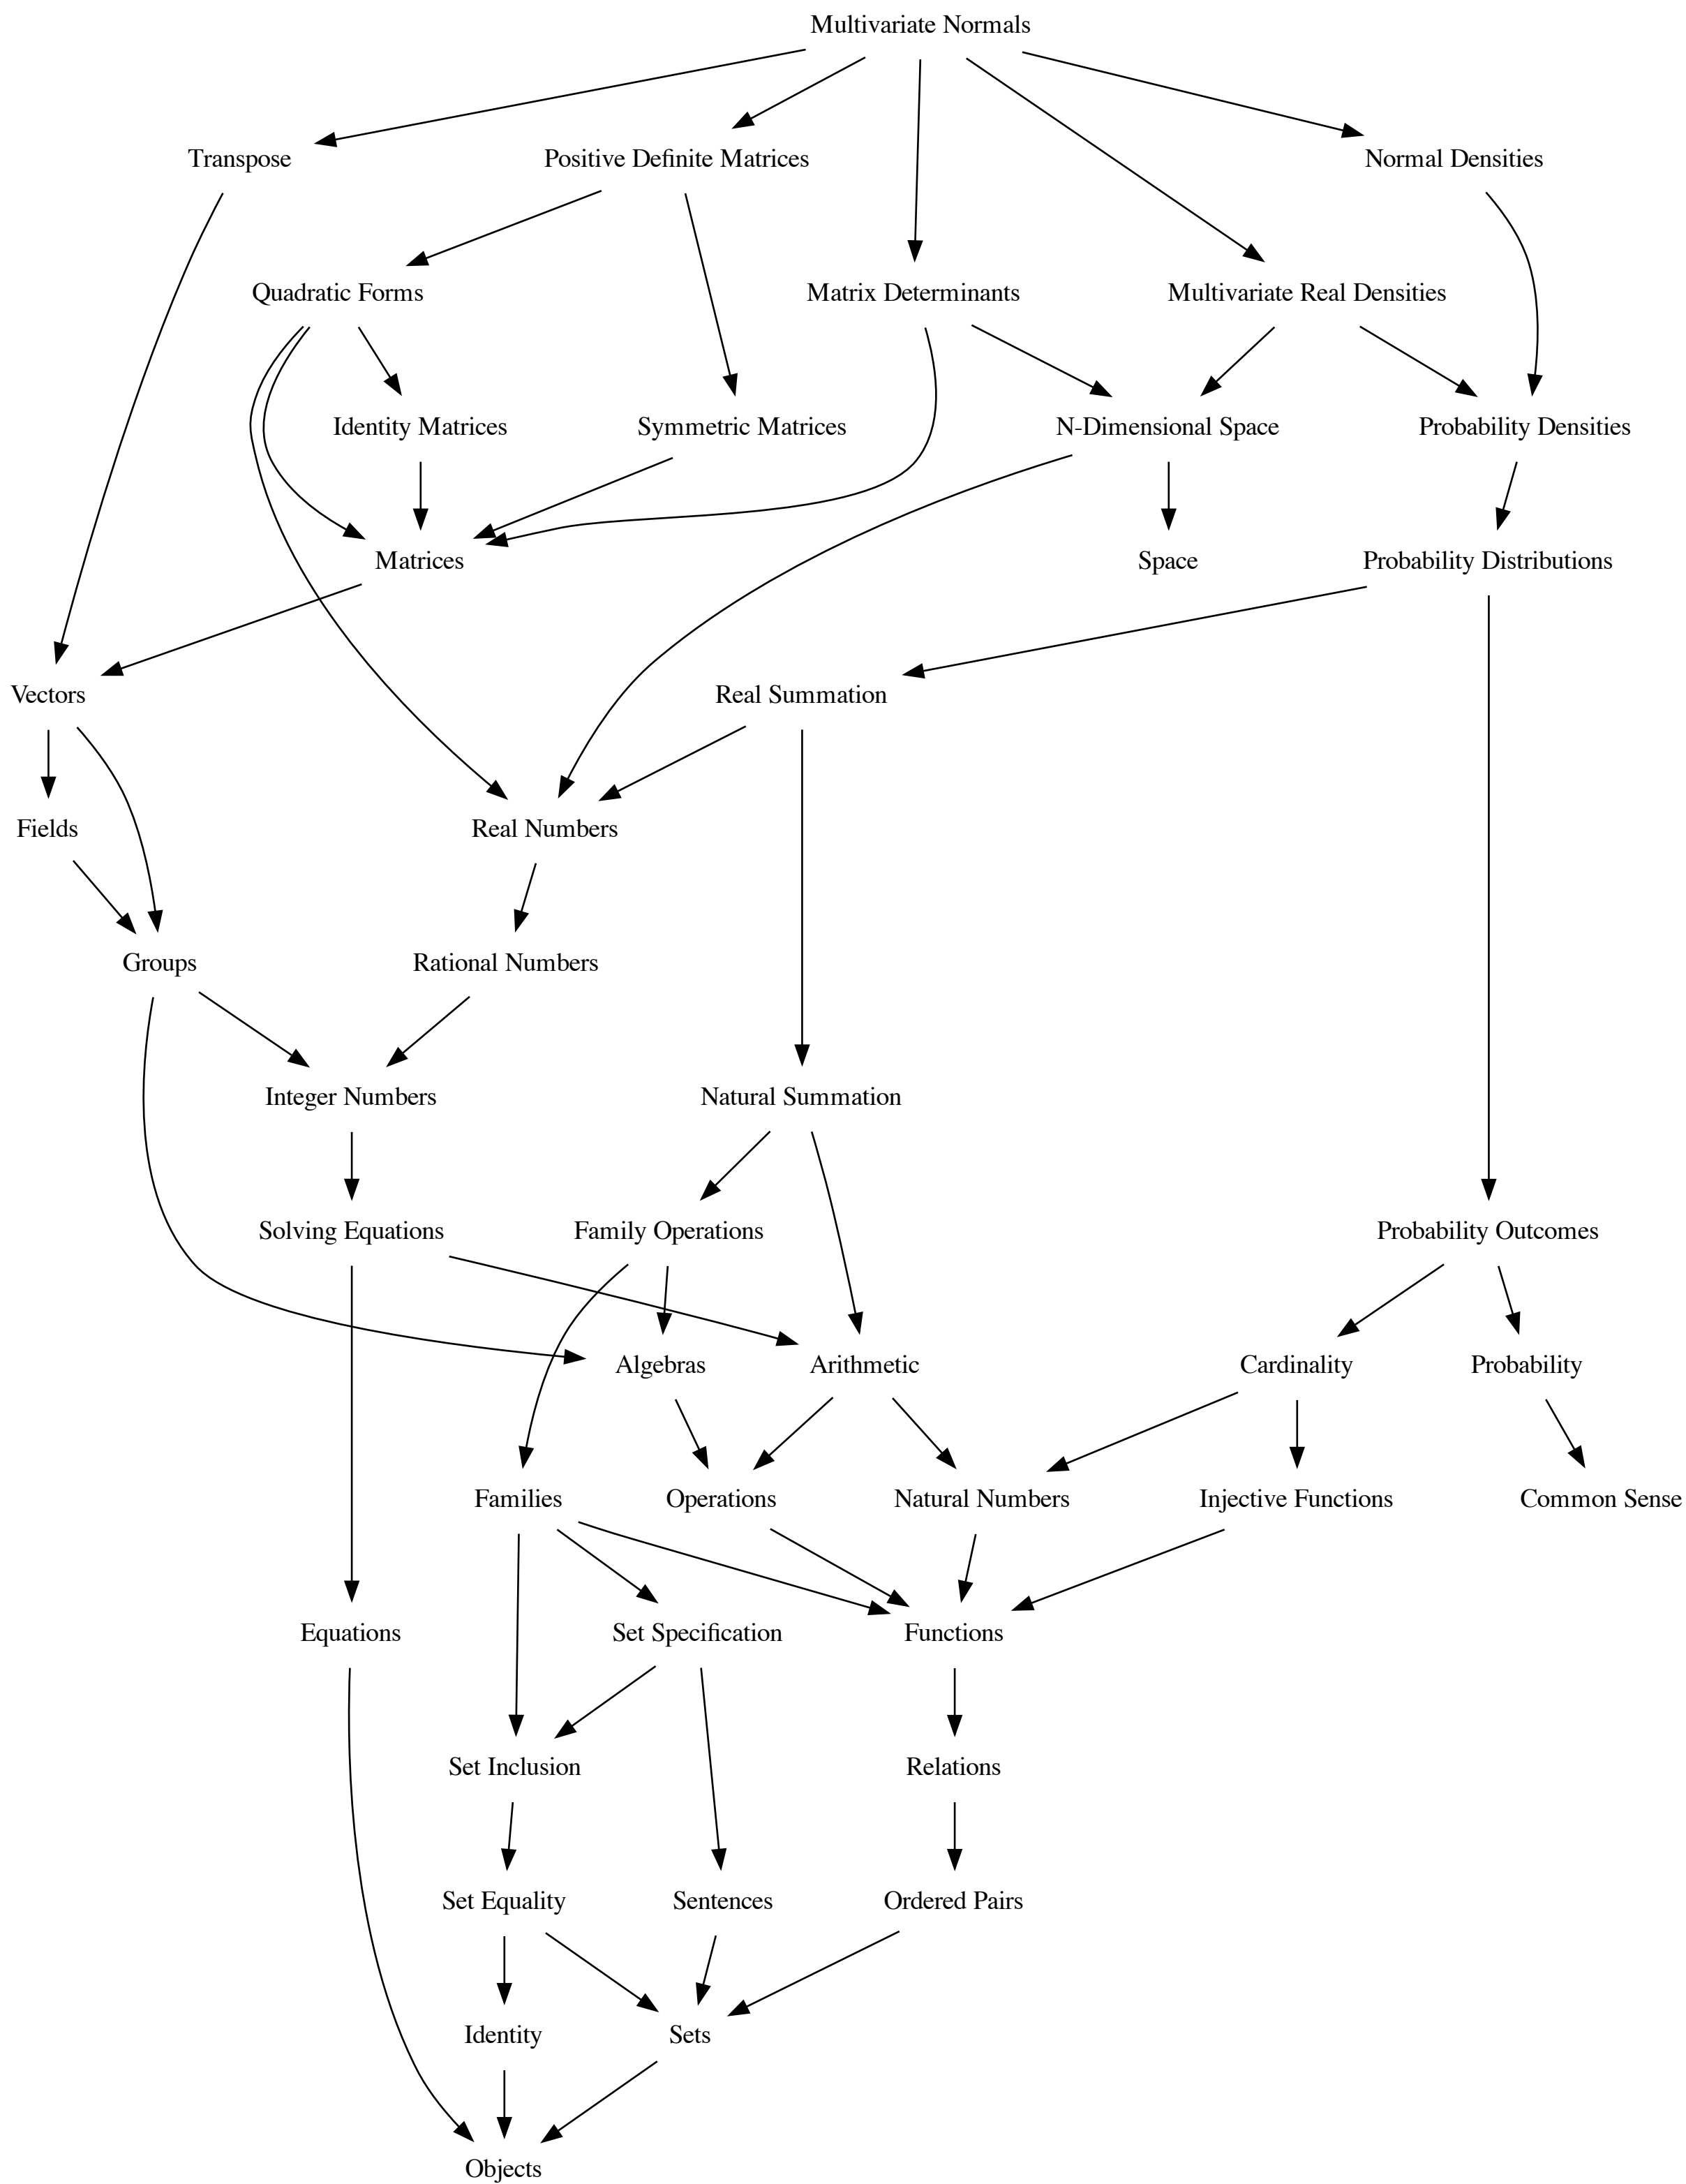 Multivariate Normals
Transpose
Positive Definite Matrices
Normal Densities
Quadratic Forms
Matrix Determinants
Multivariate Real Densities
Identity Matrices
Symmetric Matrices
N-Dimensional Space
Probability Densities
Matrices
Space
Probability Distributions
Vectors
Real Summation
Fields
Real Numbers
Groups
Rational Numbers
Integer Numbers
Natural Summation
Solving Equations
Family Operations
Probability Outcomes
Algebras
Arithmetic
Cardinality
Probability
Families
Operations
Natural Numbers
Injective Functions
Common Sense
Equations
Set Specification
Functions
Set Inclusion
Relations
Set Equality
Sentences
Ordered Pairs
Identity
Sets
Objects